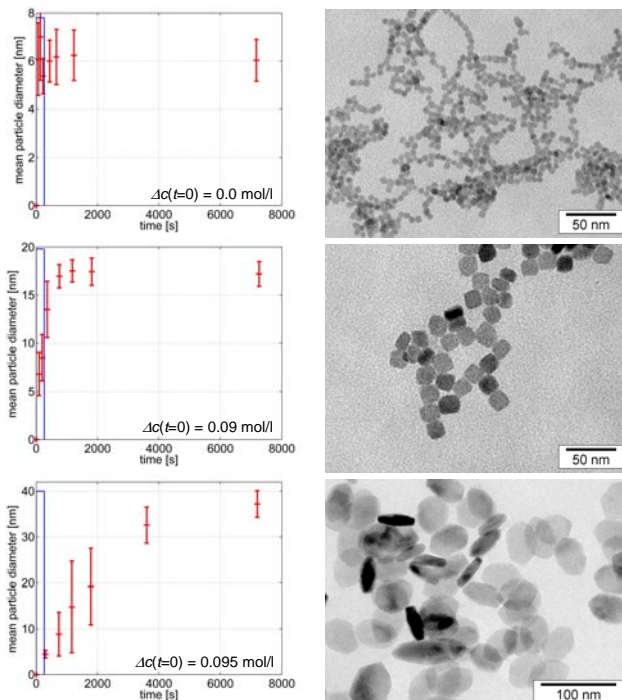 mean particle diameter [nm]
8
6
4
2
0
0 2000 4000 6000 8000
time [s]
Δc(t=0) = 0.0 mol/l
50 nm
mean particle diameter [nm]
20
15
10
5
0
0 2000 4000 6000 8000
time [s]
Δc(t=0) = 0.09 mol/l
50 nm
mean particle diameter [nm]
40
30
20
10
0
0 2000 4000 6000 8000
time [s]
Δc(t=0) = 0.095 mol/l
100 nm